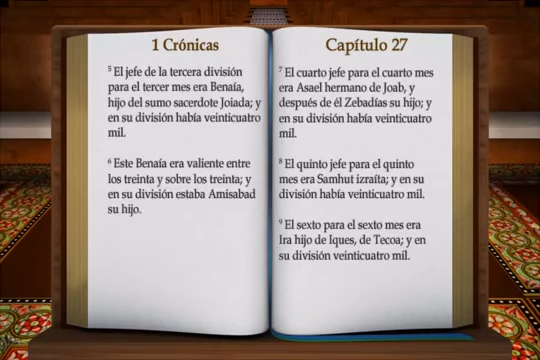 1 Crónicas
5 El jefe de la tercera división
para el tercer mes era Benaía,
hijo del sumo sacerdote Joiada; y
en su división había veinticuatro
mil.
6 Este Benaía era valiente entre
los treinta y sobre los treinta; y
en su división estaba Amisabad
su hijo.
Capítulo 27
7 El cuarto jefe para el cuarto mes
era Asael hermano de Joab, y
después de él Zebadías su hijo; y
en su división había veinticuatro
mil.
8 El quinto jefe para el quinto
mes era Samhut izraíta; y en su
división había veinticuatro mil.
9 El sexto para el sexto mes era
Ira hijo de Iques, de Tecoa; y en
su división veinticuatro mil.